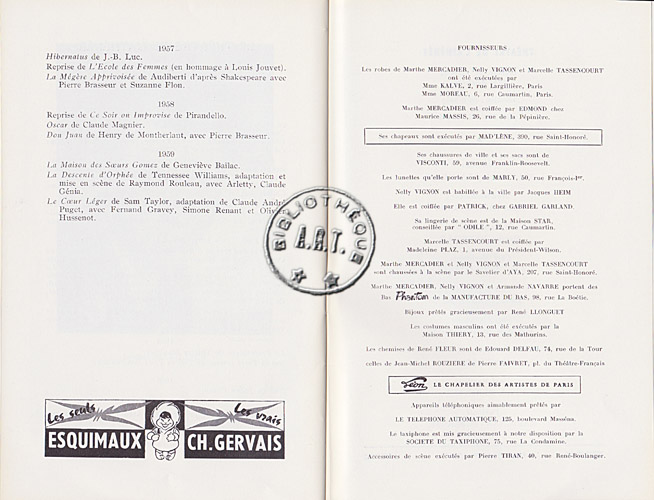 1957
Hibernatus de J.-B. Luc.
Reprise de L'Ecole des Femmes (en hommage à Louis Jouvet).
La Mégère Apprivoisée de Audiberti d'après Shakespeare avec
Pierre Brasseur et Suzanne Flon.
1958
Reprise de Ce Soir on Improvise de Pirandello.
Oscar de Claude Magnier.
Don Juan de Henry de Montherlant, avec Pierre Brasseur.
1959
La Maison des Sœurs Gomez de Geneviève Bailac.
La Descente d'Orphée de Tennessee Williams, adaptation et
mise en scène de Raymond Rouleau, avec Arletty, Claude
Génia.
Le Cœur Léger de Sam Taylor, adaptation de Claude André
Puget, avec Fernand Gravey, Simone Renant et Olivier
Hussenot.
Les seuls Les vrais
ESQUIMAUX CH. GERVAIS
BIBLIOTHÈQUE
A.R.T.
FOURNISSEURS
Les robes de Marthe MERCADIER, Nelly VIGNON et Marcelle TASSENCOURT
ont été exécutées par
Mme KALVE, 2, rue Largillière, Paris
Mme MOREAU, 6, rue Caumartin, Paris.
Marthe MERCADIER est coiffée par EDMOND chez
Maurice MASSIS, 26, rue de la Pépinière.
Ses chapeaux sont exécutés par MAD'LÈNE, 390, rue Saint-Honoré.
Ses chaussures de ville et ses sacs sont de
VISCONTI, 59, avenue Franklin-Roosevelt.
Les lunettes qu'elle porte sont de MARLY, 50, rue François-Ier.
Nelly VIGNON est habillée à la ville par Jacques HEIM
Elle est coiffée par PATRICK, chez GABRIEL GARLAND.
Sa lingerie de scène est de la Maison STAR,
conseillée par " ODILE ", 12, rue Caumartin.
Marcelle TASSENCOURT est coiffée par
Madeleine PLAZ, 1, avenue du Président-Wilson.
Marthe MERCADIER et Nelly VIGNON et Marcelle TASSENCOURT
sont chaussées à la scène par le Savetier d'AYA, 207, rue Saint-Honoré.
Marthe MERCADIER, Nelly VIGNON et Armande NAVARRE portent des
Bas Phantom de la MANUFACTURE DU BAS, 98, rue La Boëtie.
Bijoux prêtés gracieusement par René LLONGUET
Les costumes masculins ont été exécutés par la
Maison THIERY, 13, rue des Mathurins.
Les chemises de René FLEUR sont de Edouard DELFAU, 74, rue de la Tour
celles de Jean-Michel ROUZIERE de Pierre FAIVRET, pl. du Théâtre-Français
Léon LE CHAPELIER DES ARTISTES DE PARIS
Appareils téléphoniques aimablement prêtés par
LE TELEPHONE AUTOMATIQUE, 125, boulevard Masséna.
Le taxiphone est mis gracieusement à notre disposition par la
SOCIETE DU TAXIPHONE, 75, rue La Condamine.
Accessoires de scène exécutés par Pierre TIRAN, 40, rue René-Boulanger.